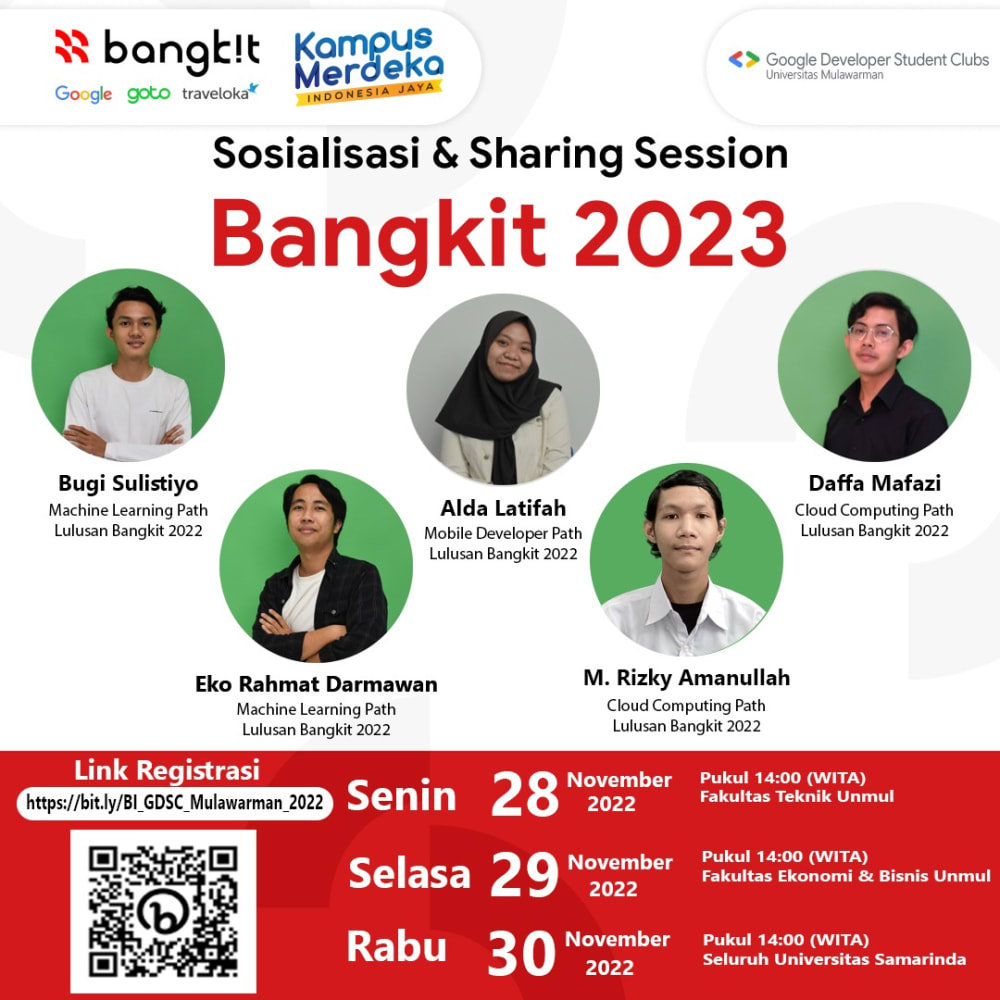 bangk!t
Google goto traveloka
Kampus
Merdeka
INDONESIA JAYA
Google Developer Student Clubs
Universitas Mulawarman
Sosialisasi & Sharing Session
Bangkit 2023
Bugi Sulistiyo
Machine Learning Path
Lulusan Bangkit 2022
Alda Latifah
Mobile Developer Path
Lulusan Bangkit 2022
Daffa Mafazi
Cloud Computing Path
Lulusan Bangkit 2022
Eko Rahmat Darmawan
Machine Learning Path
Lulusan Bangkit 2022
M. Rizky Amanullah
Cloud Computing Path
Lulusan Bangkit 2022
Link Registrasi
https://bit.ly/BI_GDSC_Mulawarman_2022
Senin 28 November 2022
Pukul 14:00 (WITA)
Fakultas Teknik Unmul
Selasa 29 November 2022
Pukul 14:00 (WITA)
Fakultas Ekonomi & Bisnis Unmul
Rabu 30 November 2022
Pukul 14:00 (WITA)
Seluruh Universitas Samarinda